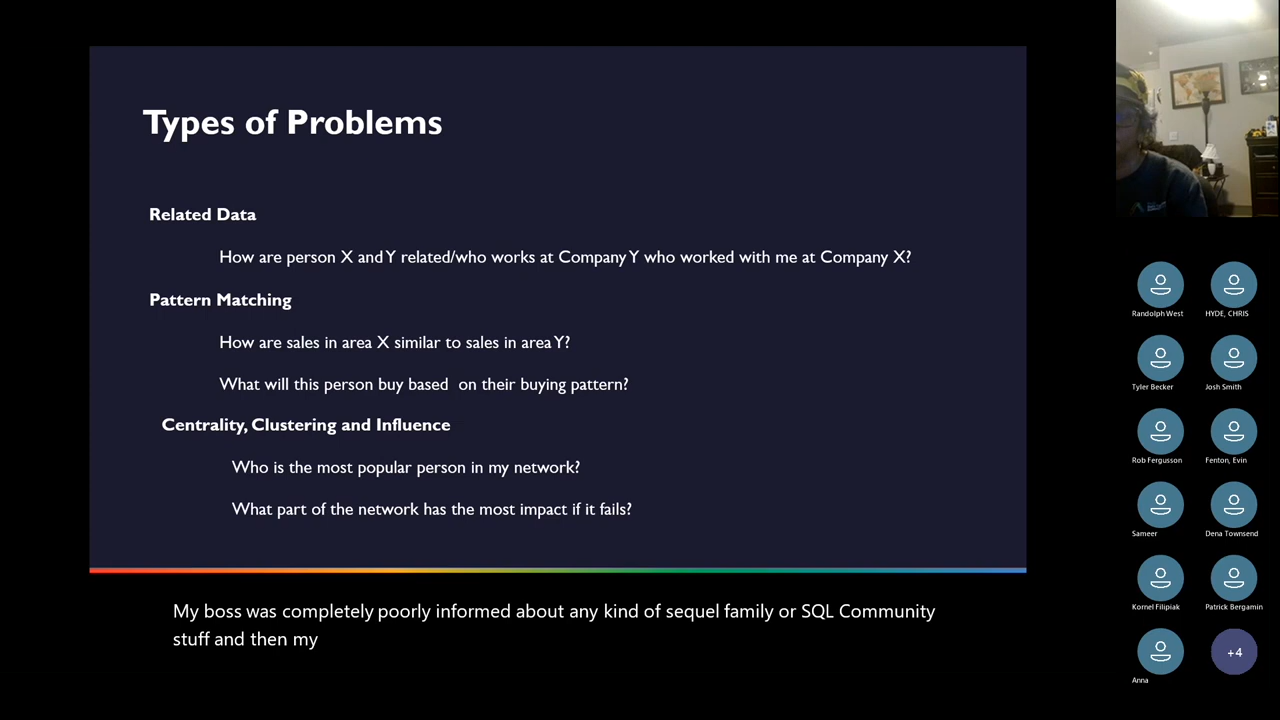 Types of Problems
Related Data
How are person X and Y related/who works at Company Y who worked with me at Company X?
Pattern Matching
How are sales in area X similar to sales in area Y?
What will this person buy based  on their buying pattern?
Centrality, Clustering and Influence
Who is the most popular person in my network?
What part of the network has the most impact if it fails?
My boss was completely poorly informed about any kind of sequel family or SQL Community
stuff and then my
Randolph West
HYDE, CHRIS
Tyler Becker
Josh Smith
Rob Fergusson
Fenton, Evin
Sameer
Dena Townsend
Kornel Filipiak
Patrick Bergamin
Anna
+4